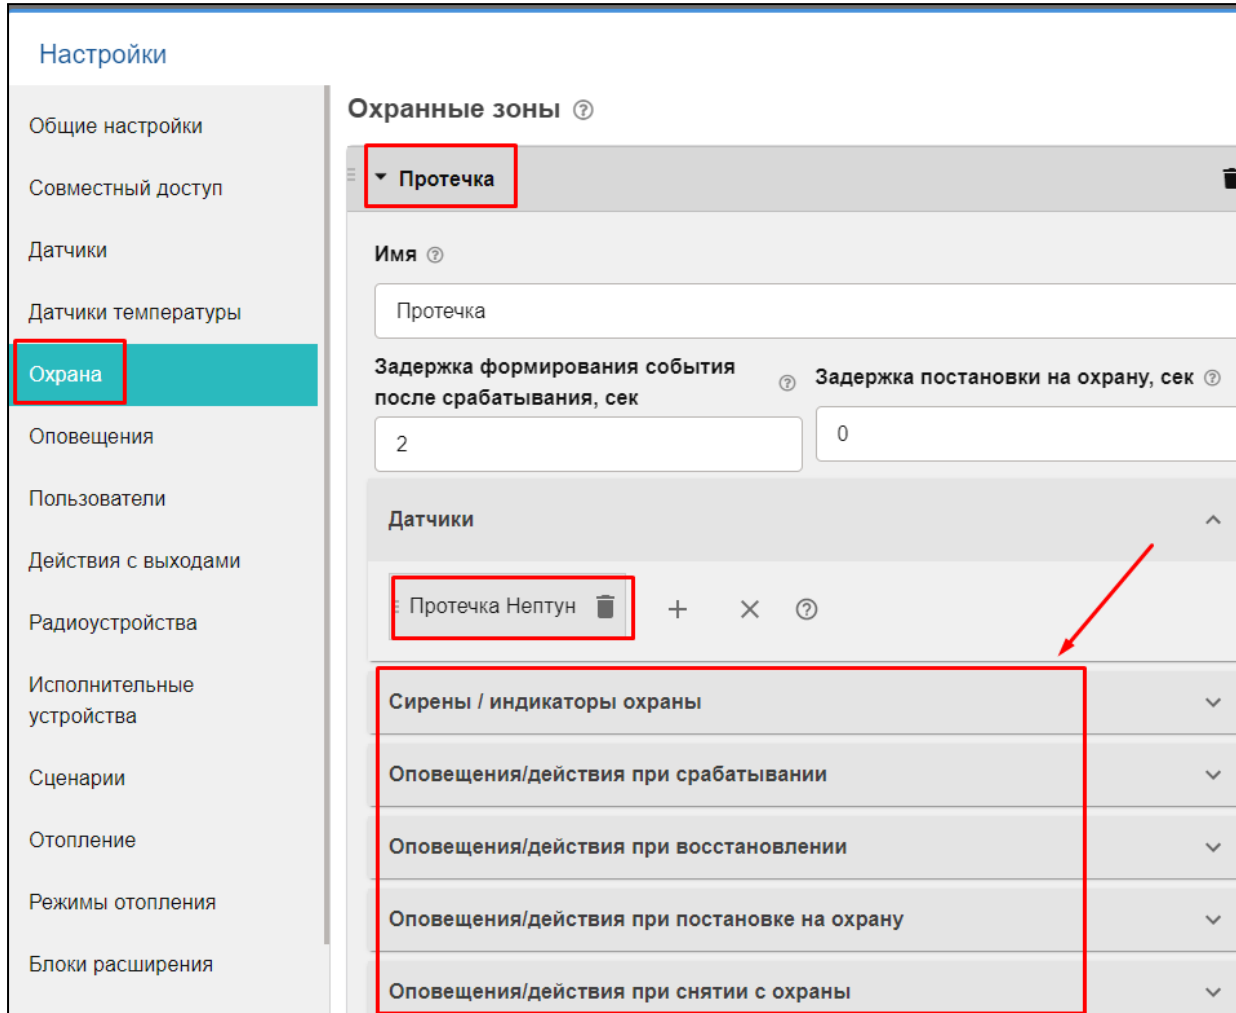 Настройки
Общие настройки
Совместный доступ
Датчики
Датчики температуры
Охрана
Оповещения
Пользователи
Действия с выходами
Радиоустройства
Исполнительные
устройства
Сценарии
Отопление
Режимы отопления
Блоки расширения
Охранные зоны
Протечка
Имя
Протечка
Задержка формирования события
после срабатывания, сек
2
Задержка постановки на охрану, сек
0
Датчики
Протечка Нептун
Сирены / индикаторы охраны
Оповещения/действия при срабатывании
Оповещения/действия при восстановлении
Оповещения/действия при постановке на охрану
Оповещения/действия при снятии с охраны